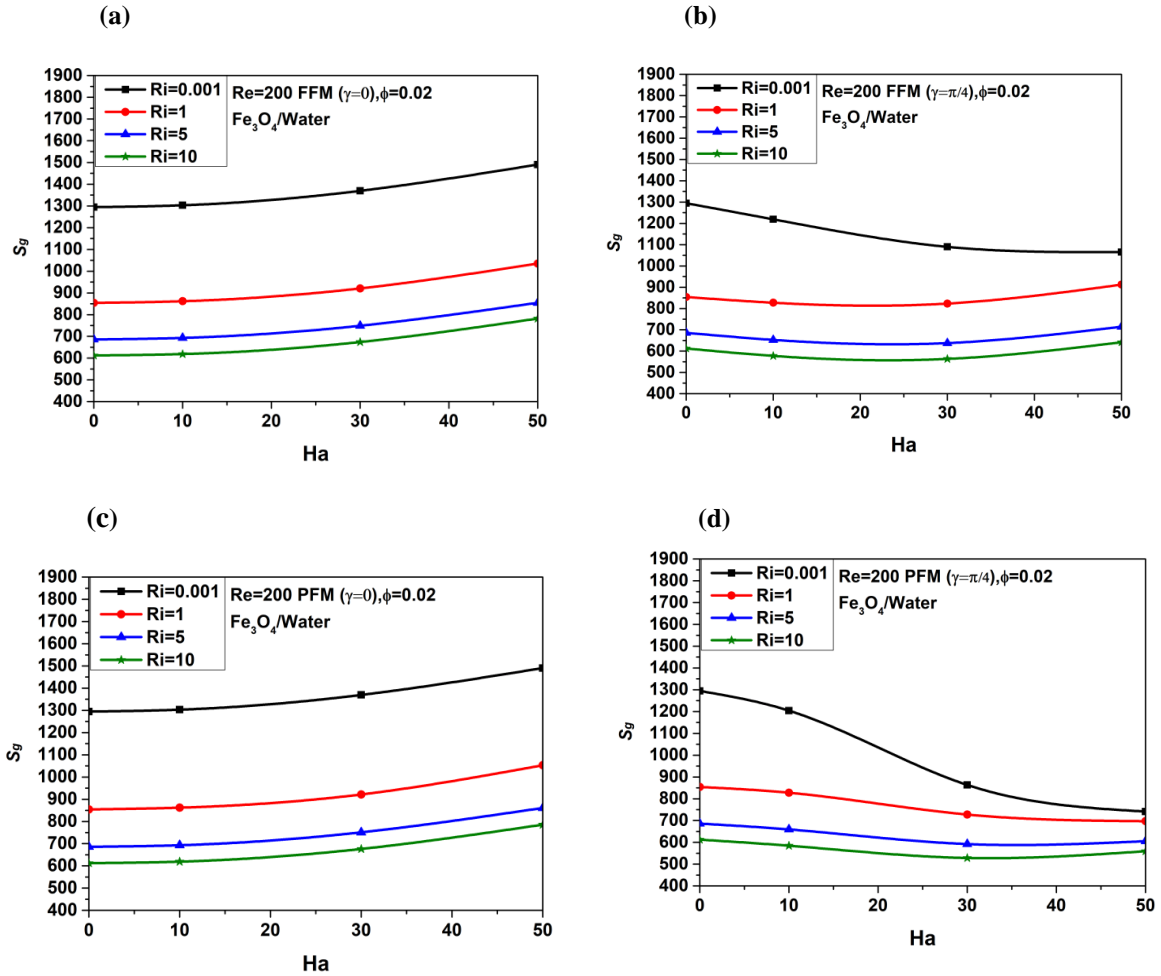 (a)
1900
1800
1700
1600
1500
1400
1300
1200
1100
1000
900
800
700
600
500
400
Sg
Ri=0.001
Ri=1
Ri=5
Ri=10
Re=200 FFM (γ=0),ϕ=0.02
Fe₃O₄/Water
0 10 20 30 40 50
Ha
(b)
1900
1800
1700
1600
1500
1400
1300
1200
1100
1000
900
800
700
600
500
400
Sg
Ri=0.001
Ri=1
Ri=5
Ri=10
Re=200 FFM (γ=π/4),ϕ=0.02
Fe₃O₄/Water
0 10 20 30 40 50
Ha
(c)
1900
1800
1700
1600
1500
1400
1300
1200
1100
1000
900
800
700
600
500
400
Sg
Ri=0.001
Ri=1
Ri=5
Ri=10
Re=200 PFM (γ=0),ϕ=0.02
Fe₃O₄/Water
0 10 20 30 40 50
Ha
(d)
1900
1800
1700
1600
1500
1400
1300
1200
1100
1000
900
800
700
600
500
400
Sg
Ri=0.001
Ri=1
Ri=5
Ri=10
Re=200 PFM (γ=π/4),ϕ=0.02
Fe₃O₄/Water
0 10 20 30 40 50
Ha